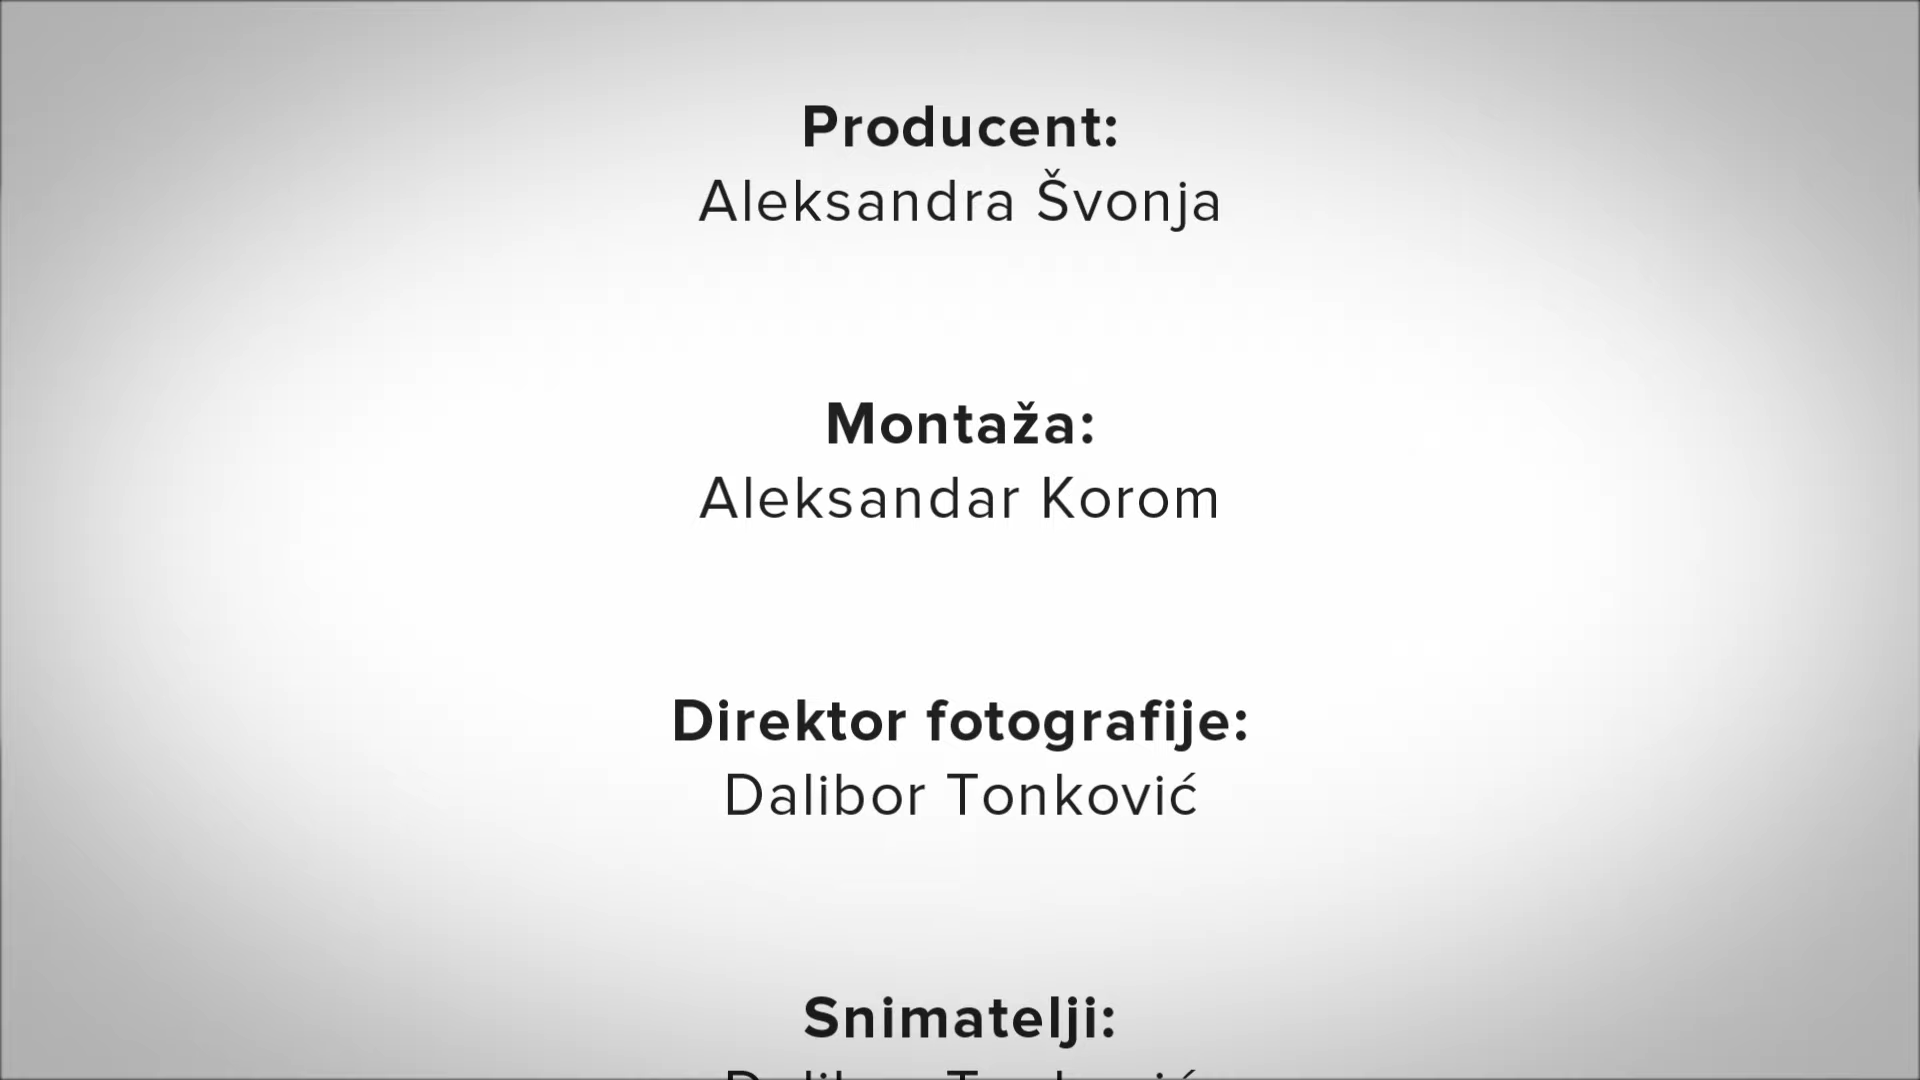 Producent:
Aleksandra Švonja
Montaža:
Aleksandar Korom
Direktor fotografije:
Dalibor Tonković
Snimatelji: